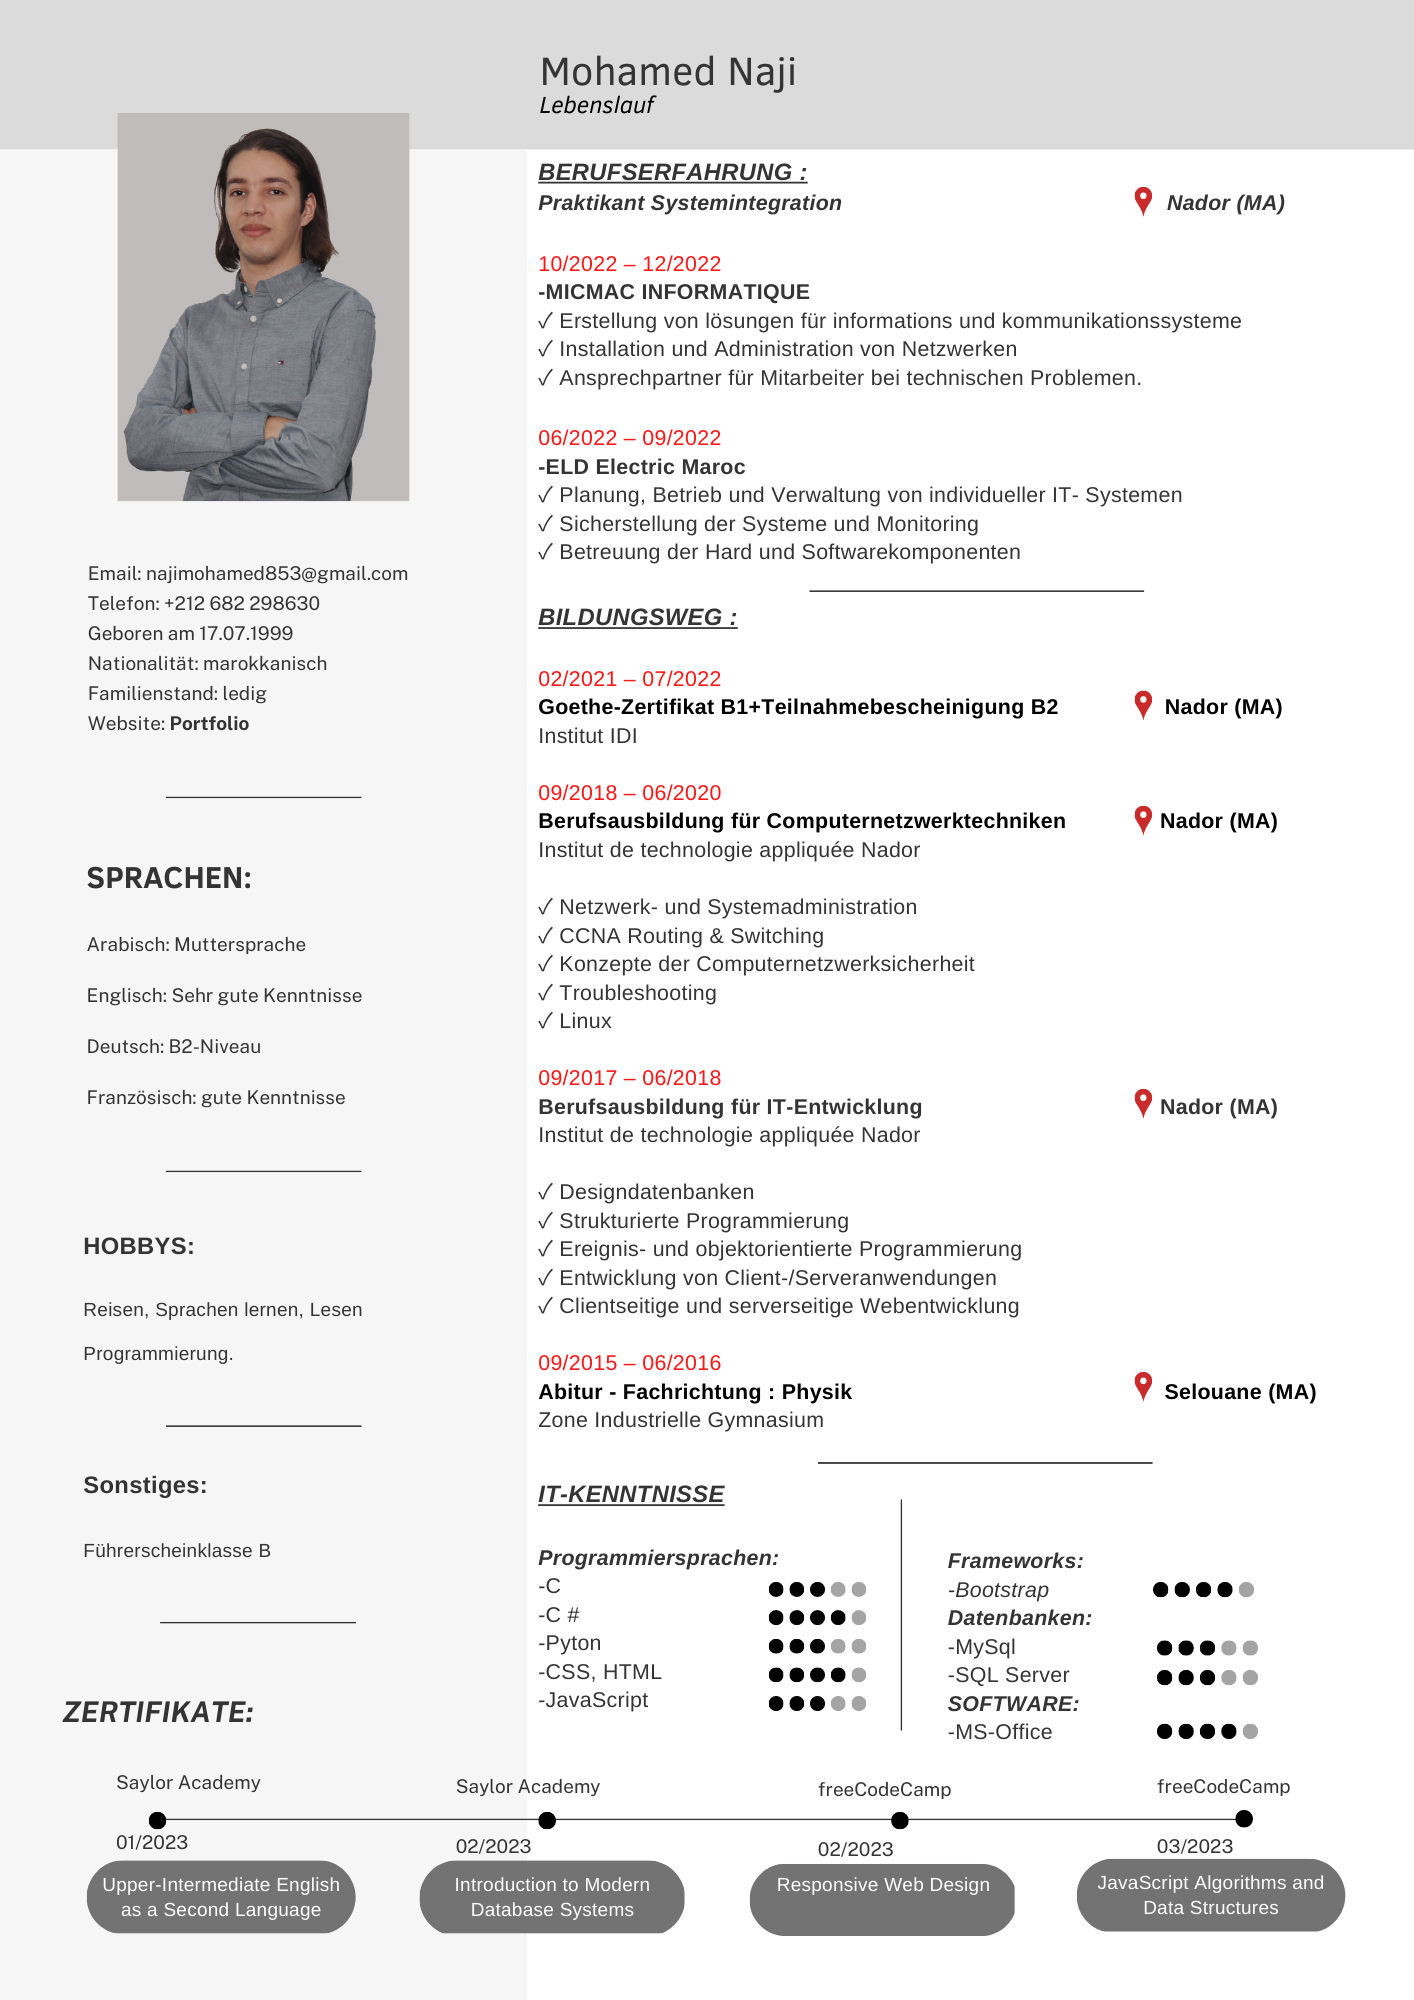 Mohamed Naji
Lebenslauf
Email: najimohamed853@gmail.com
Telefon: +212 682 298630
Geboren am 17.07.1999
Nationalität: marokkanisch
Familienstand: ledig
Website: Portfolio
SPRACHEN:
Arabisch: Muttersprache
Englisch: Sehr gute Kenntnisse
Deutsch: B2-Niveau
Französisch: gute Kenntnisse
HOBBYS:
Reisen, Sprachen lernen, Lesen
Programmierung.
Sonstiges:
Führerscheinklasse B
BERUFSERFAHRUNG :
Praktikant Systemintegration Nador (MA)
10/2022 – 12/2022
-MICMAC INFORMATIQUE
✓ Erstellung von lösungen für informations und kommunikationssysteme
✓ Installation und Administration von Netzwerken
✓ Ansprechpartner für Mitarbeiter bei technischen Problemen.
06/2022 – 09/2022
-ELD Electric Maroc
✓ Planung, Betrieb und Verwaltung von individueller IT- Systemen
✓ Sicherstellung der Systeme und Monitoring
✓ Betreuung der Hard und Softwarekomponenten
BILDUNGSWEG :
02/2021 – 07/2022
Goethe-Zertifikat B1+Teilnahmebescheinigung B2 Nador (MA)
Institut IDI
09/2018 – 06/2020
Berufsausbildung für Computernetzwerktechniken Nador (MA)
Institut de technologie appliquée Nador
✓ Netzwerk- und Systemadministration
✓ CCNA Routing & Switching
✓ Konzepte der Computernetzwerksicherheit
✓ Troubleshooting
✓ Linux
09/2017 – 06/2018
Berufsausbildung für IT-Entwicklung Nador (MA)
Institut de technologie appliquée Nador
✓ Designdatenbanken
✓ Strukturierte Programmierung
✓ Ereignis- und objektorientierte Programmierung
✓ Entwicklung von Client-/Serveranwendungen
✓ Clientseitige und serverseitige Webentwicklung
09/2015 – 06/2016
Abitur - Fachrichtung : Physik Selouane (MA)
Zone Industrielle Gymnasium
IT-KENNTNISSE
Programmiersprachen:
-C
-C #
-Pyton
-CSS, HTML
-JavaScript
Frameworks:
-Bootstrap
Datenbanken:
-MySql
-SQL Server
SOFTWARE:
-MS-Office
ZERTIFIKATE:
Saylor Academy
01/2023
Upper-Intermediate English
as a Second Language
Saylor Academy
02/2023
Introduction to Modern
Database Systems
freeCodeCamp
02/2023
Responsive Web Design
freeCodeCamp
03/2023
JavaScript Algorithms and
Data Structures